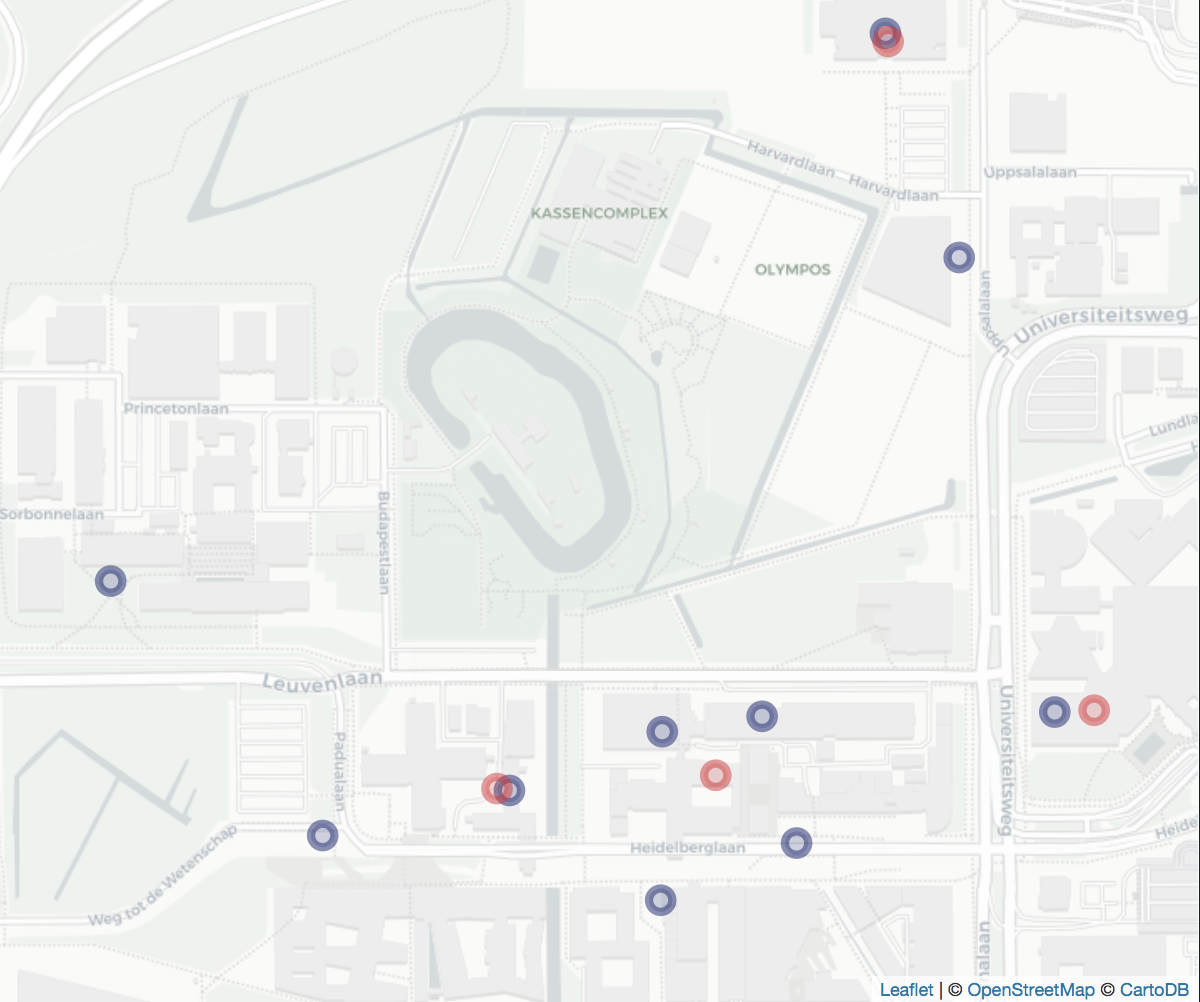 Harvardlaan
Harvardlaan
Uppsalalaan
KASSENCOMPLEX
OLYMPOS
Uppsalalaan
Universiteitsweg
Princetonlaan
Sorbonnelaan
Budapestlaan
Leuvenlaan
Padualaan
Universiteitsweg
Heidelberglaan
Weg tot de Wetenschap
Leaflet | © OpenStreetMap © CartoDB